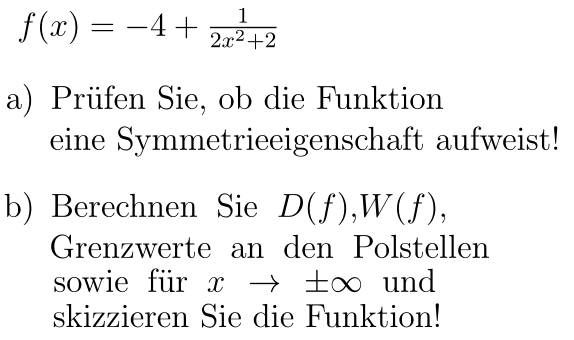 f(x) = −4 + 1/(2x²+2)
a) Prüfen Sie, ob die Funktion
eine Symmetrieeigenschaft aufweist!
b) Berechnen Sie D(f),W(f),
Grenzwerte an den Polstellen
sowie für x → ±∞ und
skizzieren Sie die Funktion!